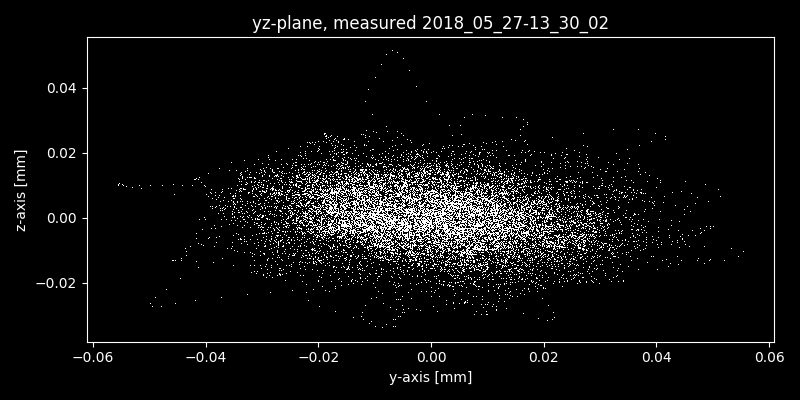 yz-plane, measured 2018_05_27-13_30_02
z-axis [mm]
0.04
0.02
0.00
−0.02
−0.06 −0.04 −0.02 0.00 0.02 0.04 0.06
y-axis [mm]